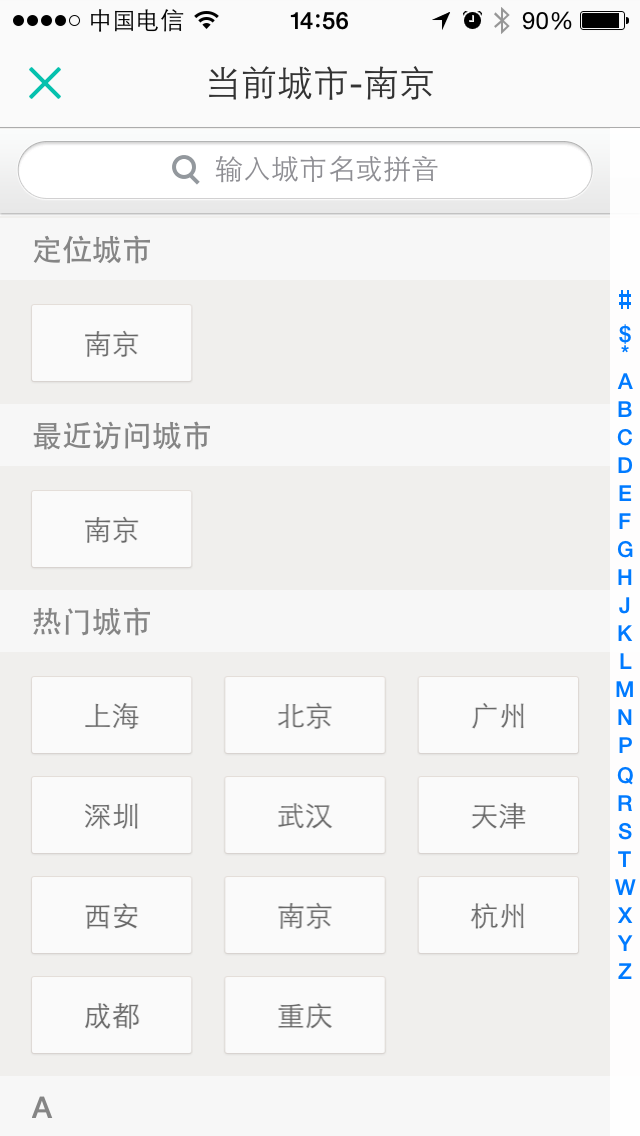 中国电信 14:56 90%
当前城市-南京
输入城市名或拼音
定位城市
南京
最近访问城市
南京
热门城市
上海 北京 广州
深圳 武汉 天津
西安 南京 杭州
成都 重庆
A
#
$
*
A
B
C
D
E
F
G
H
J
K
L
M
N
P
Q
R
S
T
W
X
Y
Z